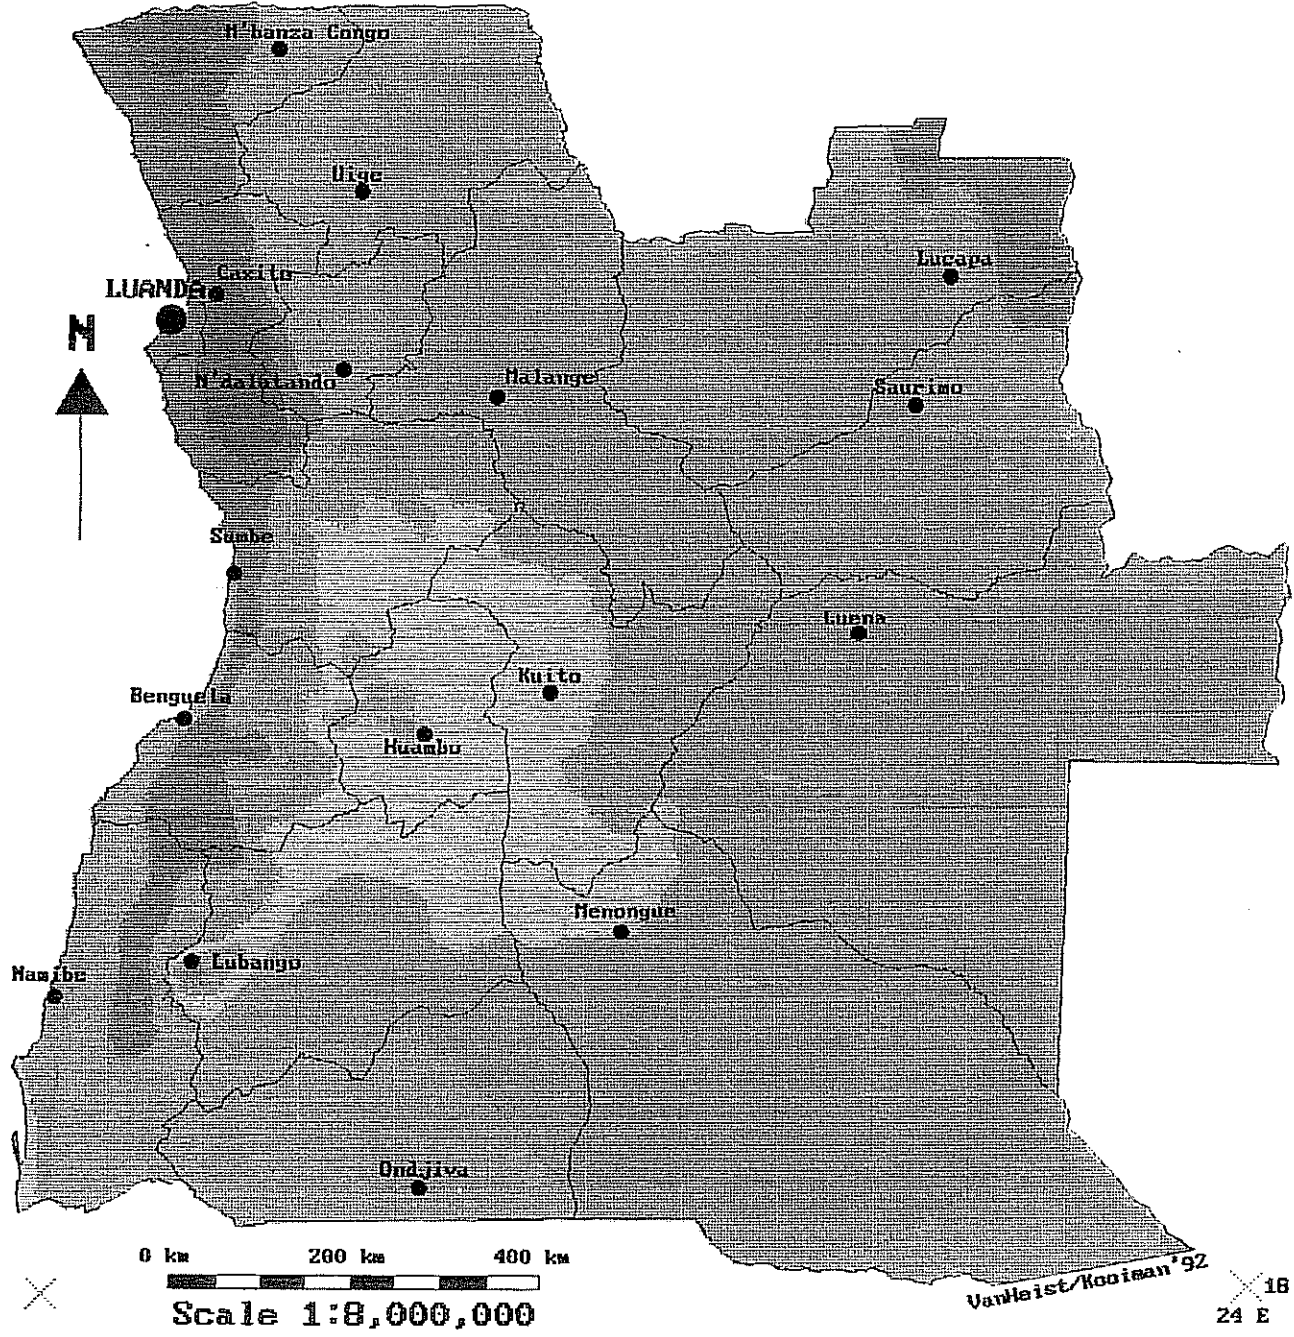 M'banza Congo
Uige
Lucapa
Caxito
LUANDA
N
N'dalatando
Malange
Saurimo
Sumbe
Luena
Kuito
Benguela
Huambo
Menongue
Lubango
Namibe
Ondjiva
0 km 200 km 400 km
Scale 1:8,000,000
VanHeist/Kooiman'92
18
24 E